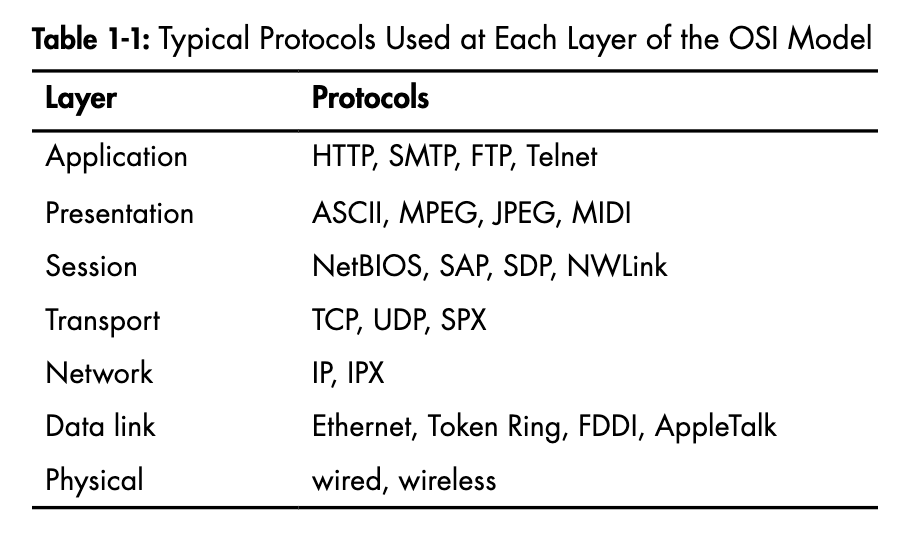 Table 1-1: Typical Protocols Used at Each Layer of the OSI Model
Layer Protocols
Application HTTP, SMTP, FTP, Telnet
Presentation ASCII, MPEG, JPEG, MIDI
Session NetBIOS, SAP, SDP, NWLink
Transport TCP, UDP, SPX
Network IP, IPX
Data link Ethernet, Token Ring, FDDI, AppleTalk
Physical wired, wireless